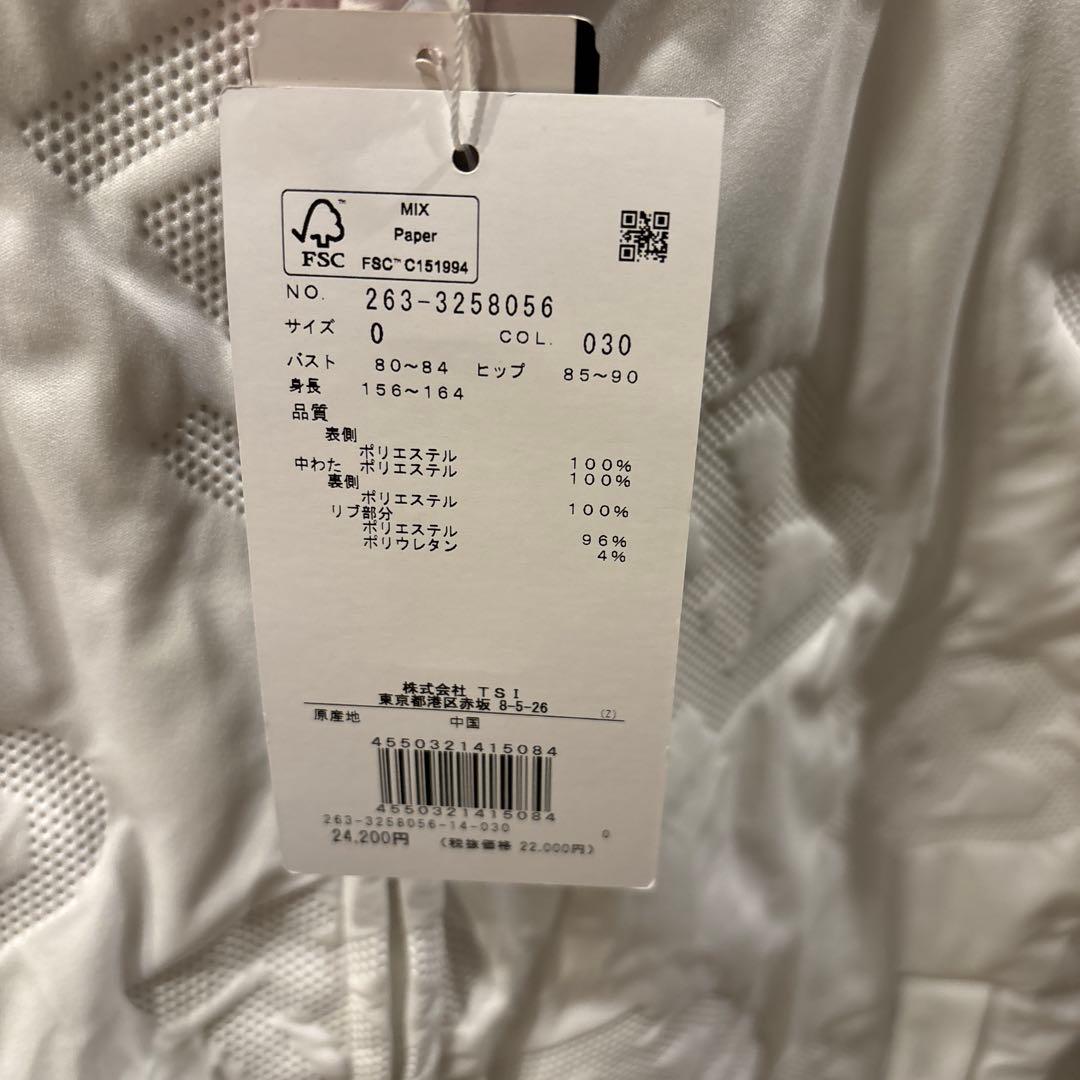 MIX
Paper
FSC™ C151994
FSC
NO. 263-3258056
サイズ 0 COL. 030
バスト 80~84 ヒップ 85~90
身長 156~164
品質
表側
ポリエステル 100%
中わた ポリエステル 100%
裏側
ポリエステル 100%
リブ部分
ポリエステル 96%
ポリウレタン 4%
株式会社 TSI
東京都港区赤坂 8-5-26
(Z)
原産地 中国
4550321415084
4550321415084
263-3258056-14-030 0
24,200円 (税抜価格 22,000円)